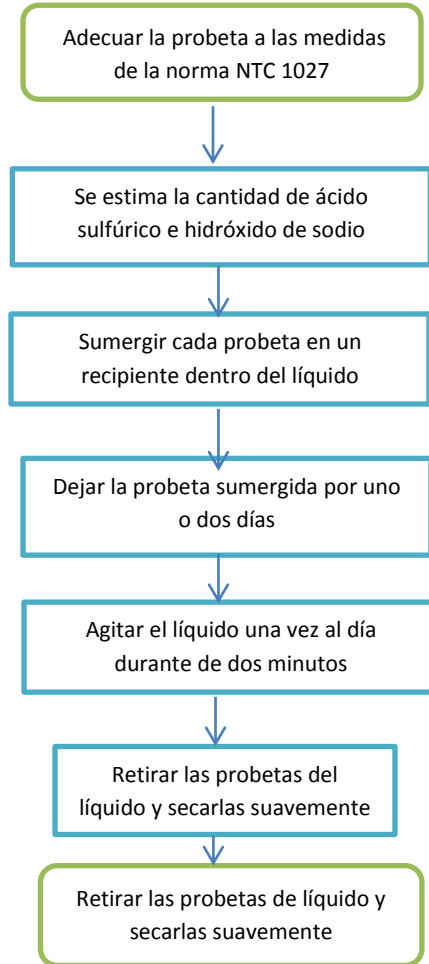 Adecuar la probeta a las medidas
de la norma NTC 1027
Se estima la cantidad de ácido
sulfúrico e hidróxido de sodio
Sumergir cada probeta en un
recipiente dentro del líquido
Dejar la probeta sumergida por uno
o dos días
Agitar el líquido una vez al día
durante de dos minutos
Retirar las probetas del
líquido y secarlas suavemente
Retirar las probetas de líquido y
secarlas suavemente